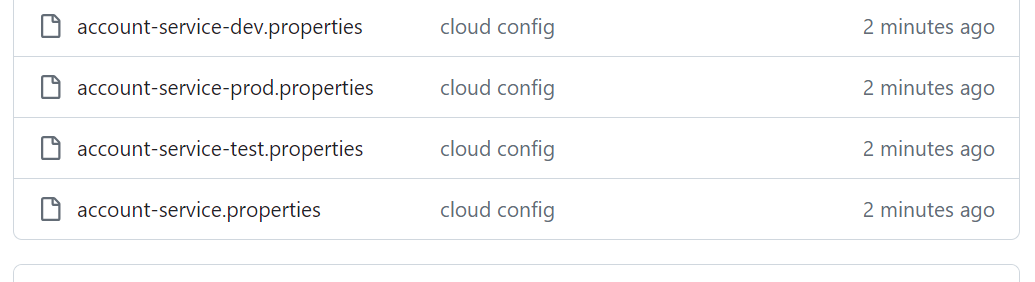 account-service-dev.properties cloud config 2 minutes ago
account-service-prod.properties cloud config 2 minutes ago
account-service-test.properties cloud config 2 minutes ago
account-service.properties cloud config 2 minutes ago